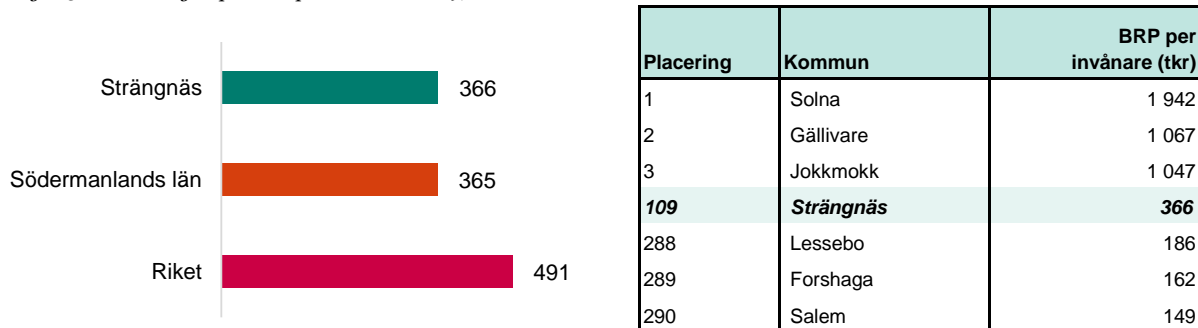 Strängnäs 366
Södermanlands län 365
Riket 491
Placering Kommun BRP per invånare (tkr)
1 Solna 1 942
2 Gällivare 1 067
3 Jokkmokk 1 047
109 Strängnäs 366
288 Lessebo 186
289 Forshaga 162
290 Salem 149